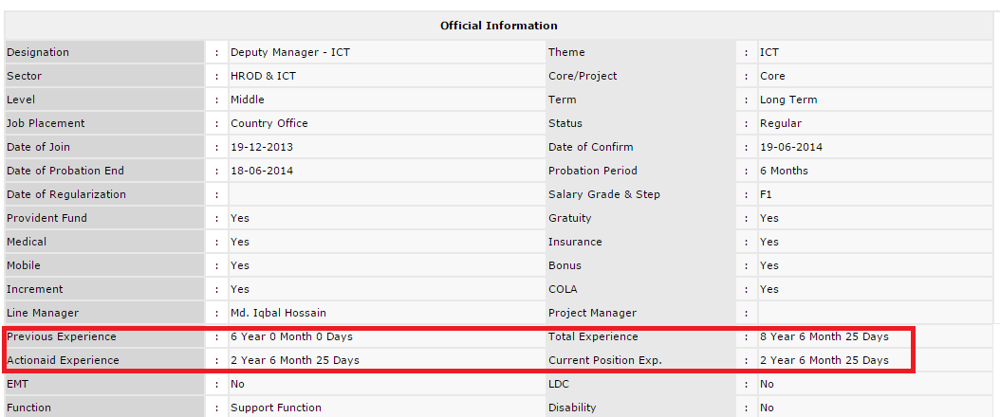 Official Information
Designation : Deputy Manager - ICT Theme : ICT
Sector : HROD & ICT Core/Project : Core
Level : Middle Term : Long Term
Job Placement : Country Office Status : Regular
Date of Join : 19-12-2013 Date of Confirm : 19-06-2014
Date of Probation End : 18-06-2014 Probation Period : 6 Months
Date of Regularization : Salary Grade & Step : F1
Provident Fund : Yes Gratuity : Yes
Medical : Yes Insurance : Yes
Mobile : Yes Bonus : Yes
Increment : Yes COLA : Yes
Line Manager : Md. Iqbal Hossain Project Manager :
Previous Experience : 6 Year 0 Month 0 Days Total Experience : 8 Year 6 Month 25 Days
Actionaid Experience : 2 Year 6 Month 25 Days Current Position Exp. : 2 Year 6 Month 25 Days
EMT : No LDC : No
Function : Support Function Disability : No